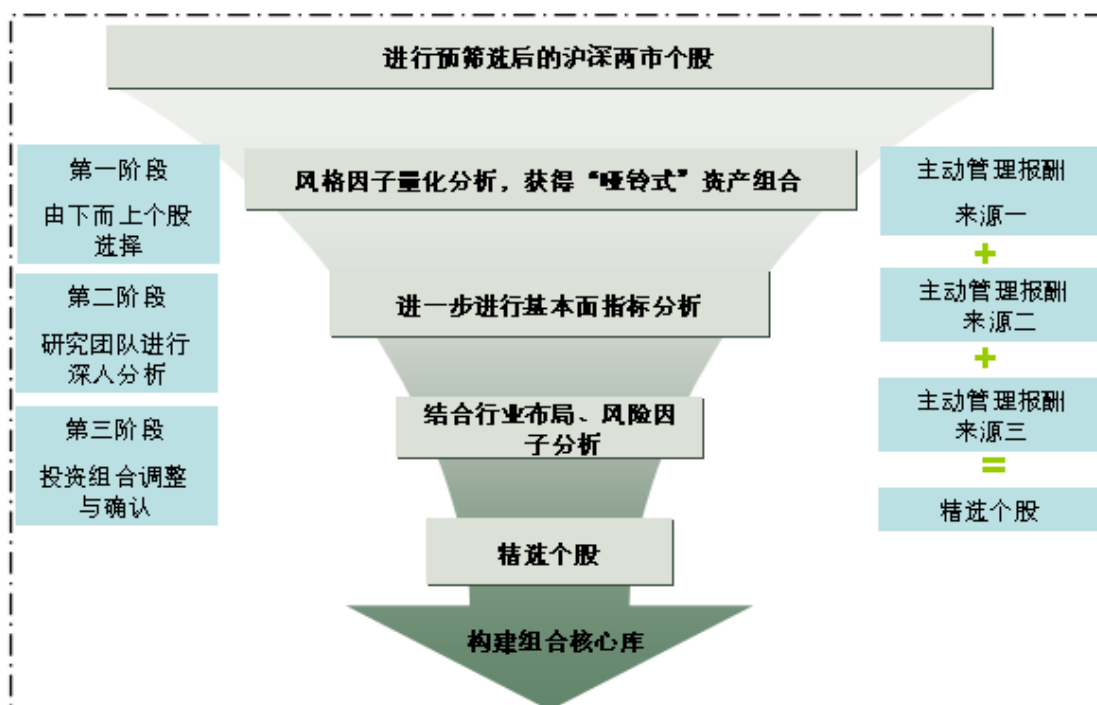 进行预筛选后的沪深两市个股
第一阶段
由下而上个股
选择
风格因子量化分析，获得“哑铃式”资产组合
主动管理报酬
来源一
+
第二阶段
研究团队进行
深人分析
进一步进行基本面指标分析
主动管理报酬
来源二
+
第三阶段
投资组合调整
与确认
结合行业布局、风险因
子分析
主动管理报酬
来源三
=
精选个股
精选个股
构建组合核心库